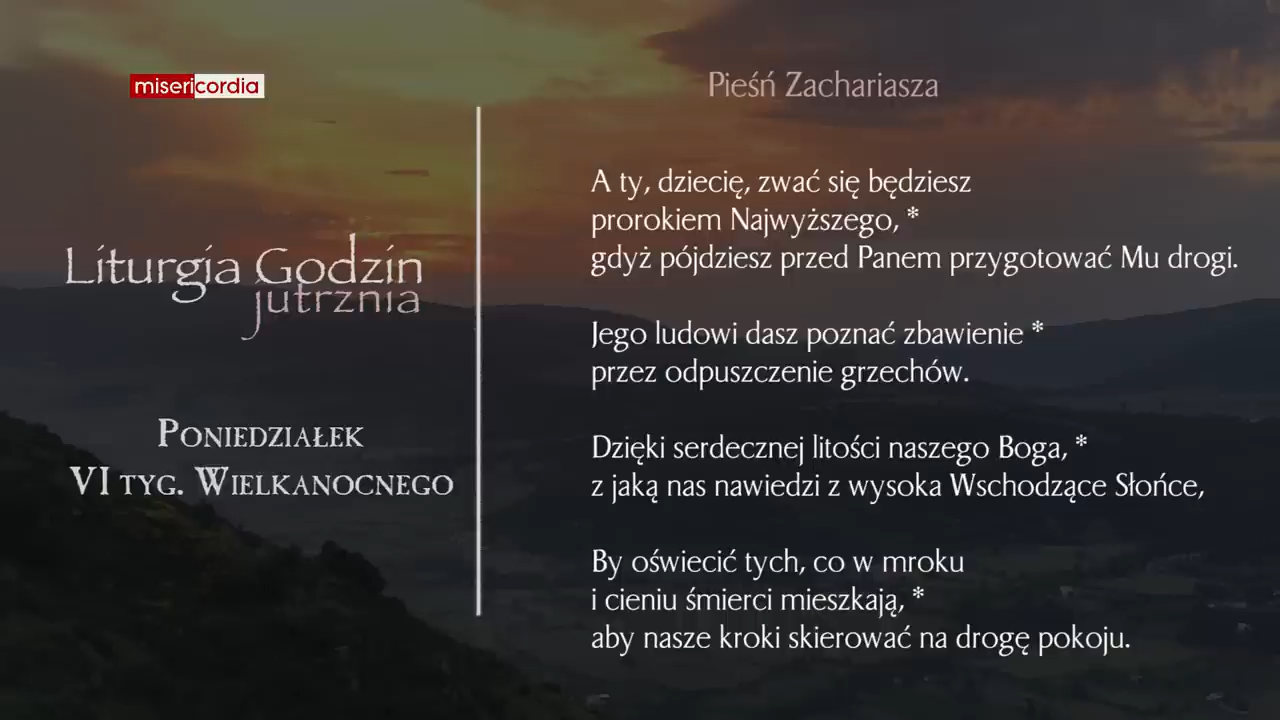 misericordia
Liturgia Godzin
jutrznia
Poniedziałek
VI tyg. Wielkanocnego
Pieśń Zachariasza
A ty, dziecię, zwać się będziesz
prorokiem Najwyższego, *
gdyż pójdziesz przed Panem przygotować Mu drogi.
Jego ludowi dasz poznać zbawienie *
przez odpuszczenie grzechów.
Dzięki serdecznej litości naszego Boga, *
z jaką nas nawiedzi z wysoka Wschodzące Słońce,
By oświecić tych, co w mroku
i cieniu śmierci mieszkają, *
aby nasze kroki skierować na drogę pokoju.